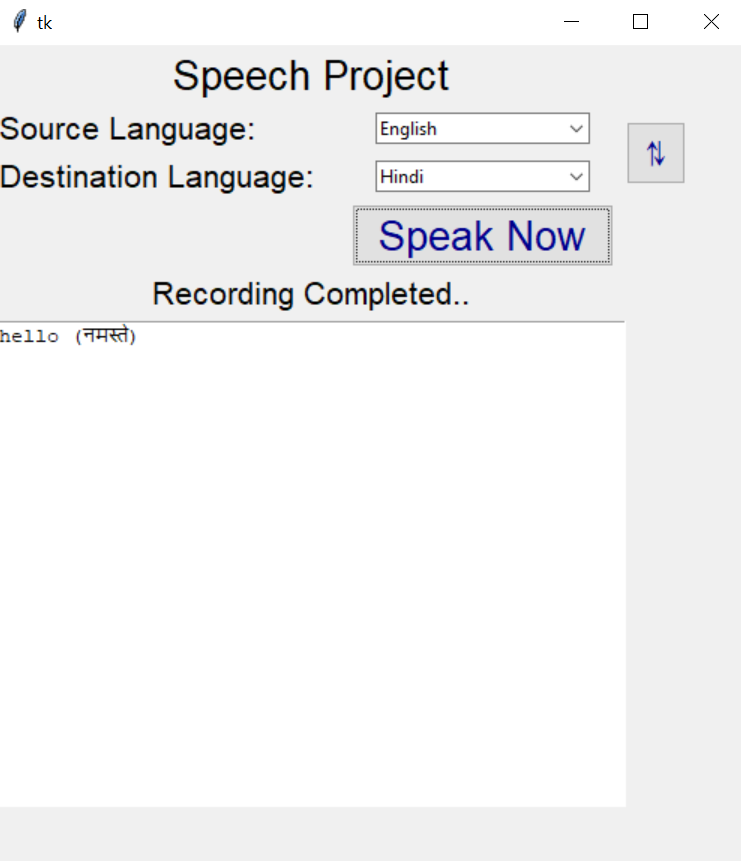 tk
Speech Project
Source Language: English
Destination Language: Hindi
⇅
Speak Now
Recording Completed..
hello (नमस्ते)